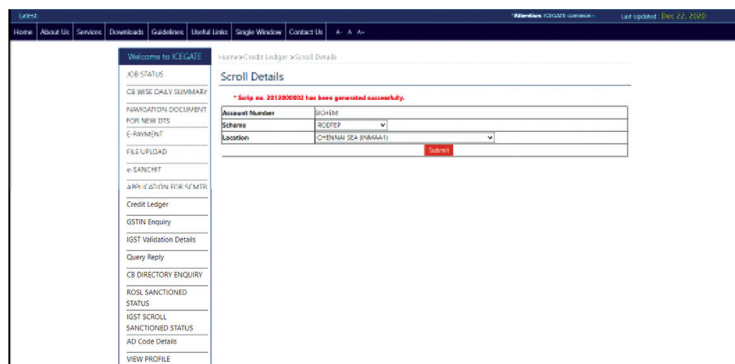 Latest
*Attention: ICEGATE
Last Updated : Dec 22, 2020
Home About Us Services Downloads Guidelines Useful Links Single Window Contact Us A- A A+
Welcome to ICEGATE
Home>Credit Ledger >Scroll Details
JOB STATUS
Scroll Details
CB WISE DAILY SUMMARY
NAVIGATION DOCUMENT
FOR NEW DTS
E-PAYMENT
FILE UPLOAD
e-SANCHIT
APPLICATION FOR SCMTR
* Scrip no. 2012000002 has been generated successfully.
Account Number
Scheme RODTEP
Location CHENNAI SEA (INMAA1)
Submit
Credit Ledger
GSTIN Enquiry
IGST Validation Details
Query Reply
CB DIRECTORY ENQUIRY
ROSL SANCTIONED
STATUS
IGST SCROLL
SANCTIONED STATUS
AD Code Details
VIEW PROFILE